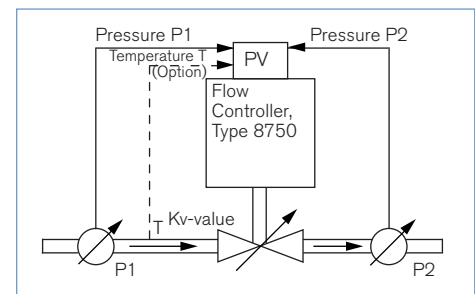 Pressure P1
Pressure P2
Temperature T
(Option)
PV
Flow
Controller,
Type 8750
T
Kv-value
P1
P2